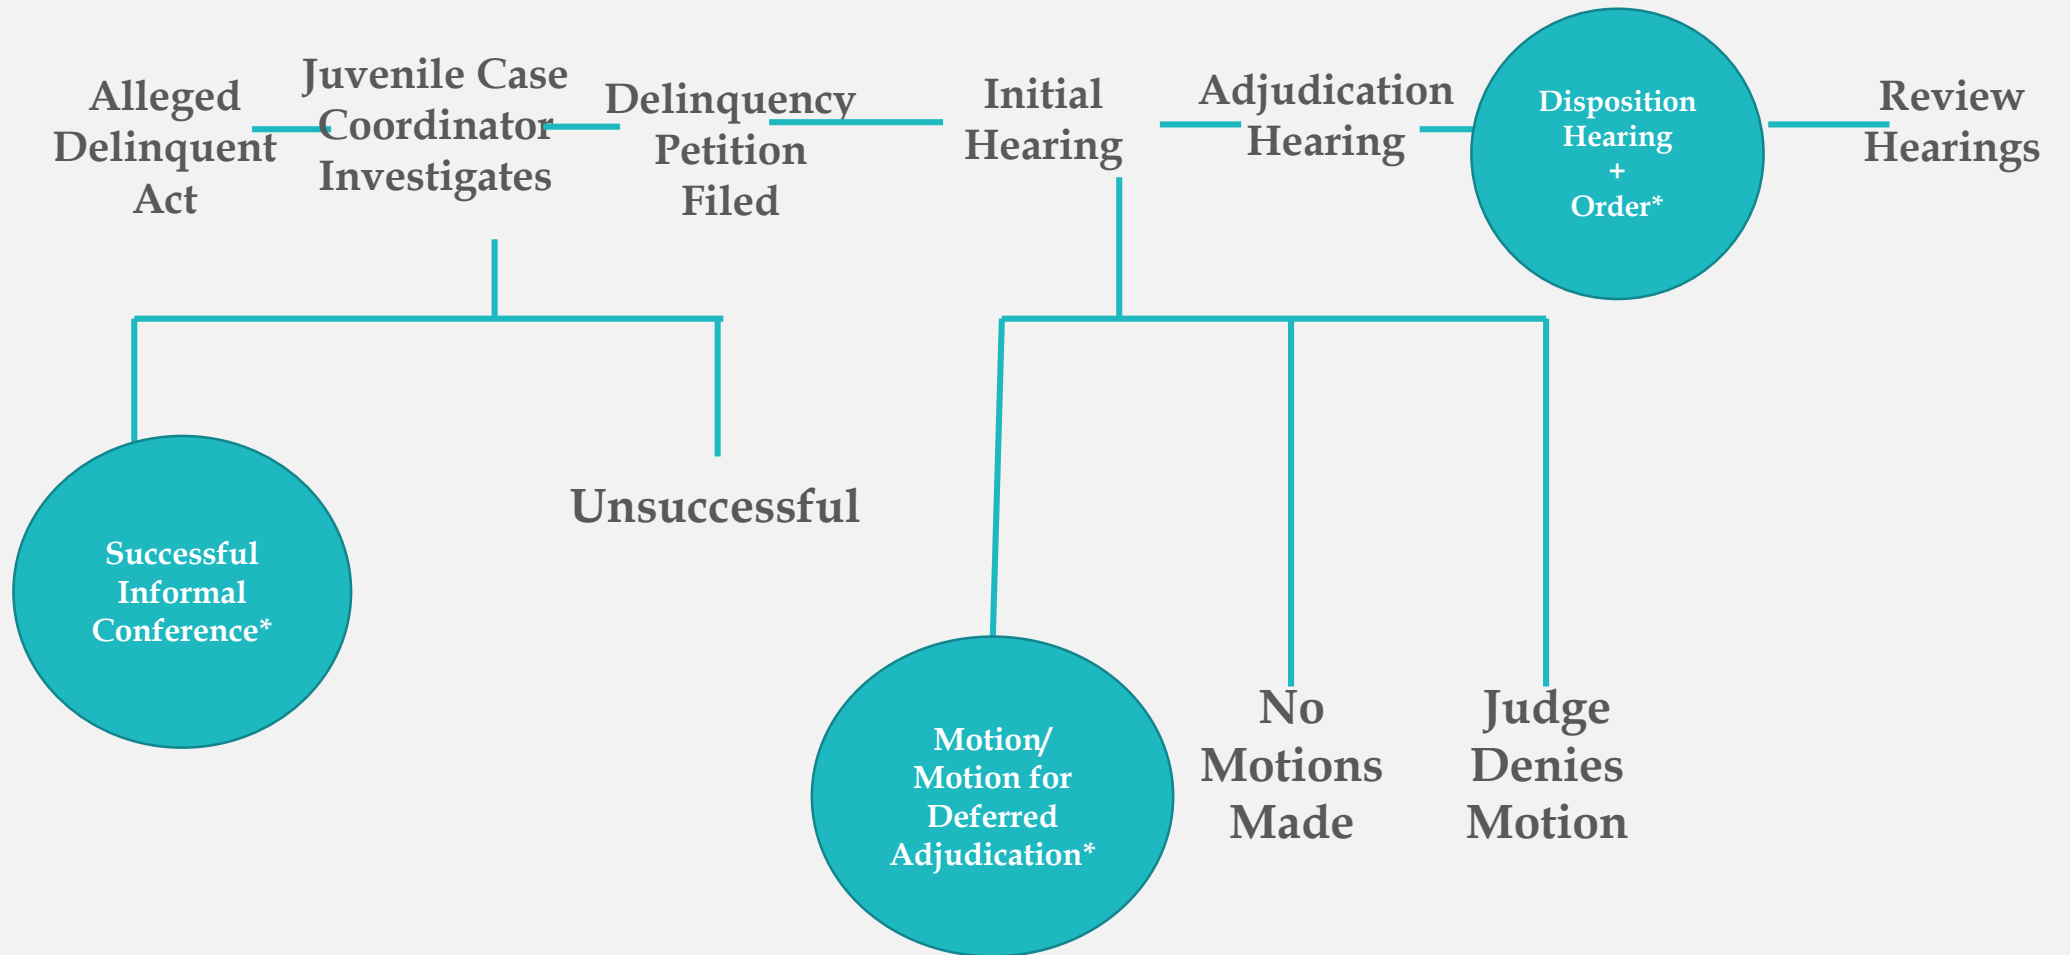 Alleged
Delinquent
Act
Juvenile Case
Coordinator
Investigates
Delinquency
Petition
Filed
Initial
Hearing
Adjudication
Hearing
Disposition
Hearing
+
Order*
Review
Hearings
Successful
Informal
Conference*
Unsuccessful
Motion/
Motion for
Deferred
Adjudication*
No
Motions
Made
Judge
Denies
Motion